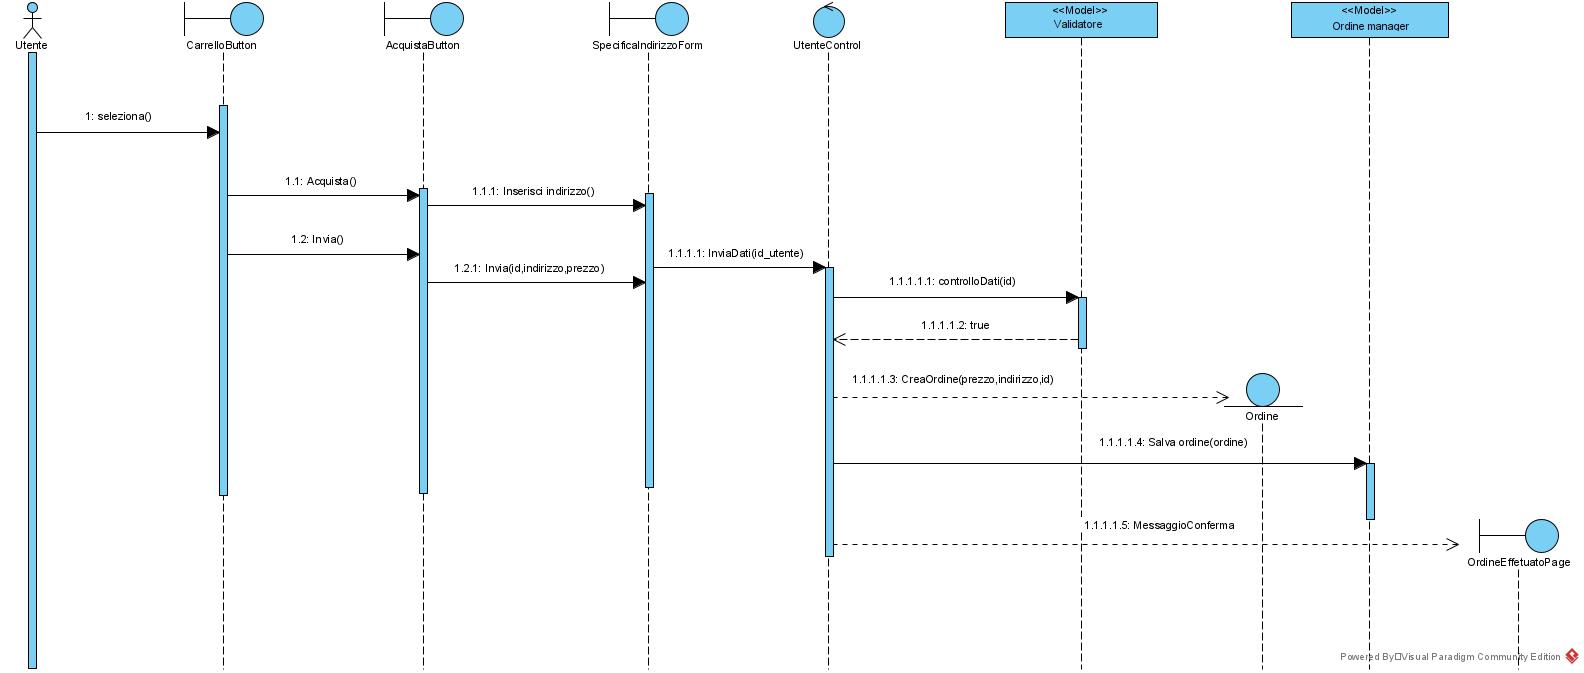 <<Model>>
Validatore
<<Model>>
Ordine manager
Utente
CarrelloButton
AcquistaButton
SpecificaIndirizzoForm
UtenteControl
1: seleziona()
1.1: Acquista()
1.1.1: Inserisci indirizzo()
1.2: Invia()
1.1.1.1: InviaDati(id_utente)
1.2.1: Invia(id,indirizzo,prezzo)
1.1.1.1.1: controlloDati(id)
1.1.1.1.2: true
1.1.1.1.3: CreaOrdine(prezzo,indirizzo,id)
Ordine
1.1.1.1.4: Salva ordine(ordine)
1.1.1.1.5: MessaggioConferma
OrdineEffetuatoPage
Powered By Visual Paradigm Community Edition